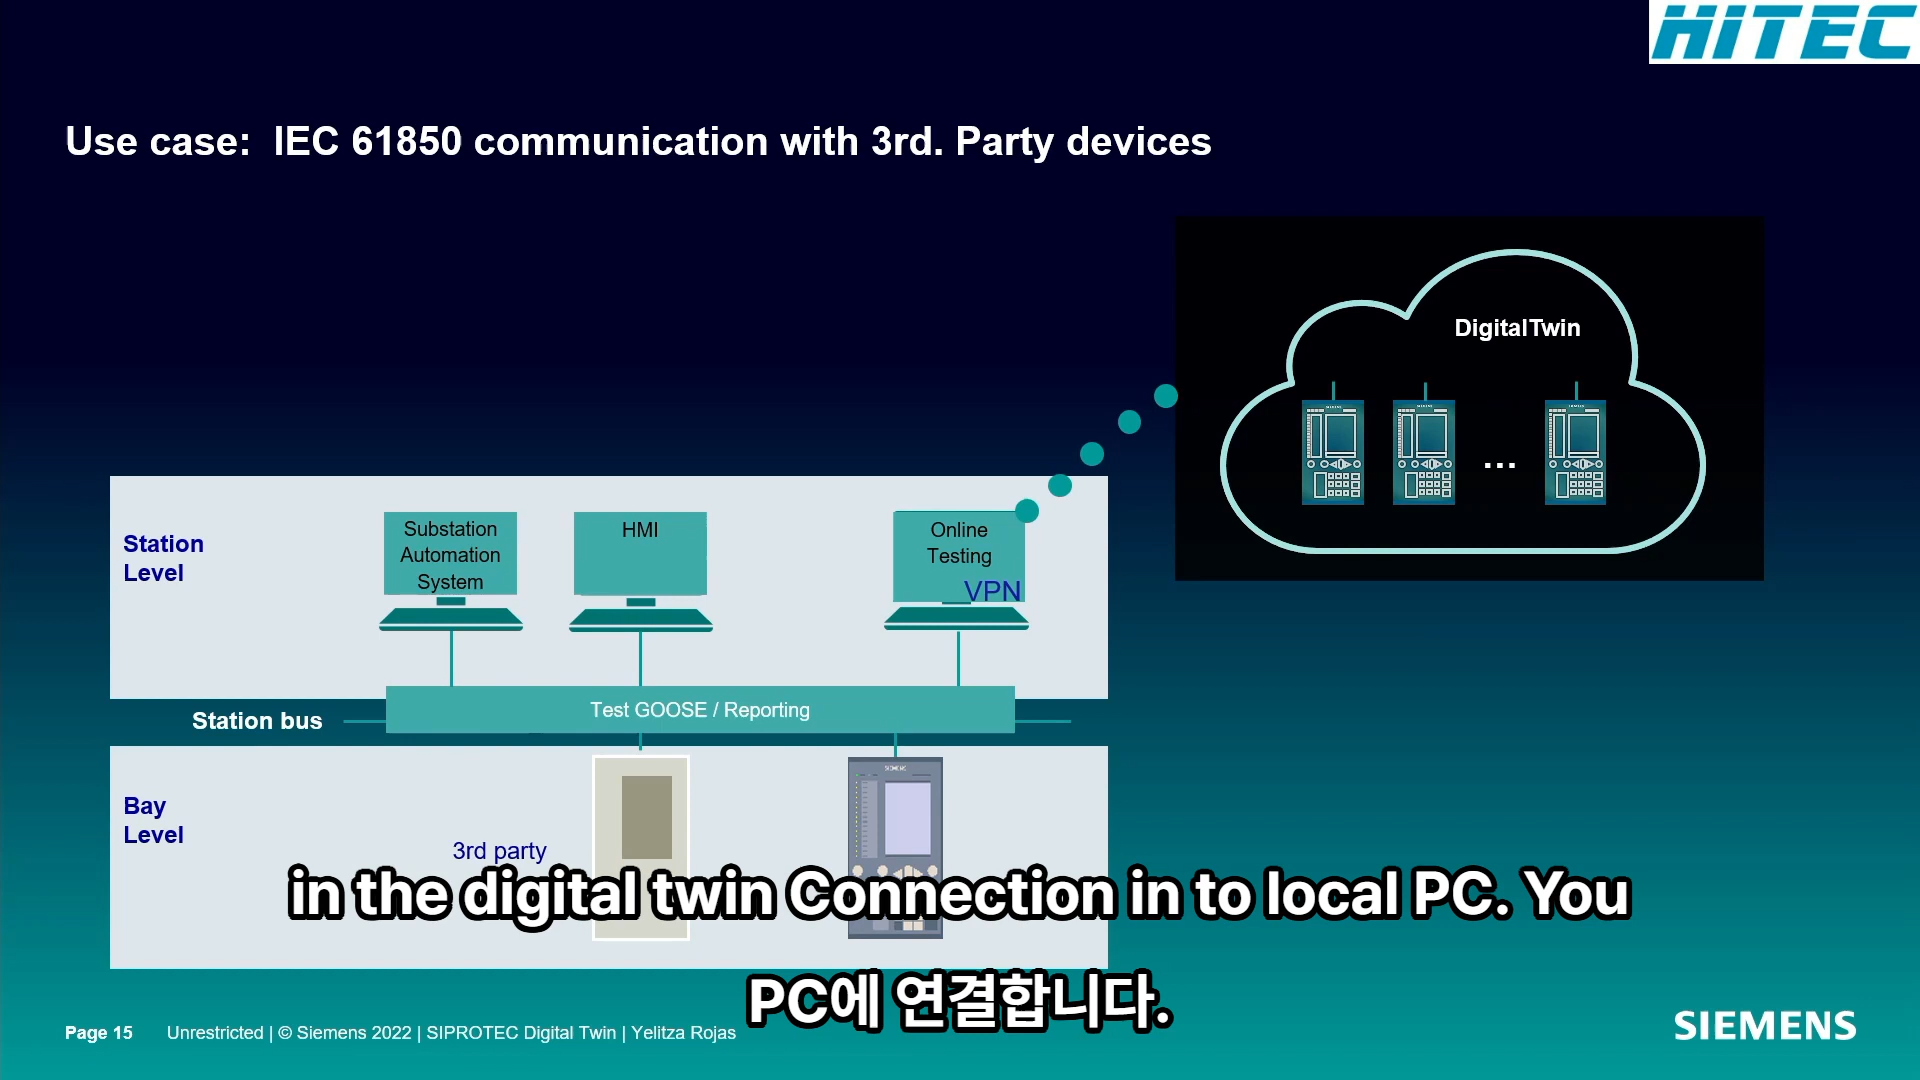 HITEC
Use case:  IEC 61850 communication with 3rd. Party devices
DigitalTwin
...
Station
Level
Substation
Automation
System
HMI
Online
Testing
VPN
Station bus
Test GOOSE / Reporting
Bay
Level
3rd party
SIEMENS
in the digital twin Connection in to local PC. You
PC에 연결합니다.
Page 15
Unrestricted | © Siemens 2022 | SIPROTEC Digital Twin | Yelitza Rojas
SIEMENS